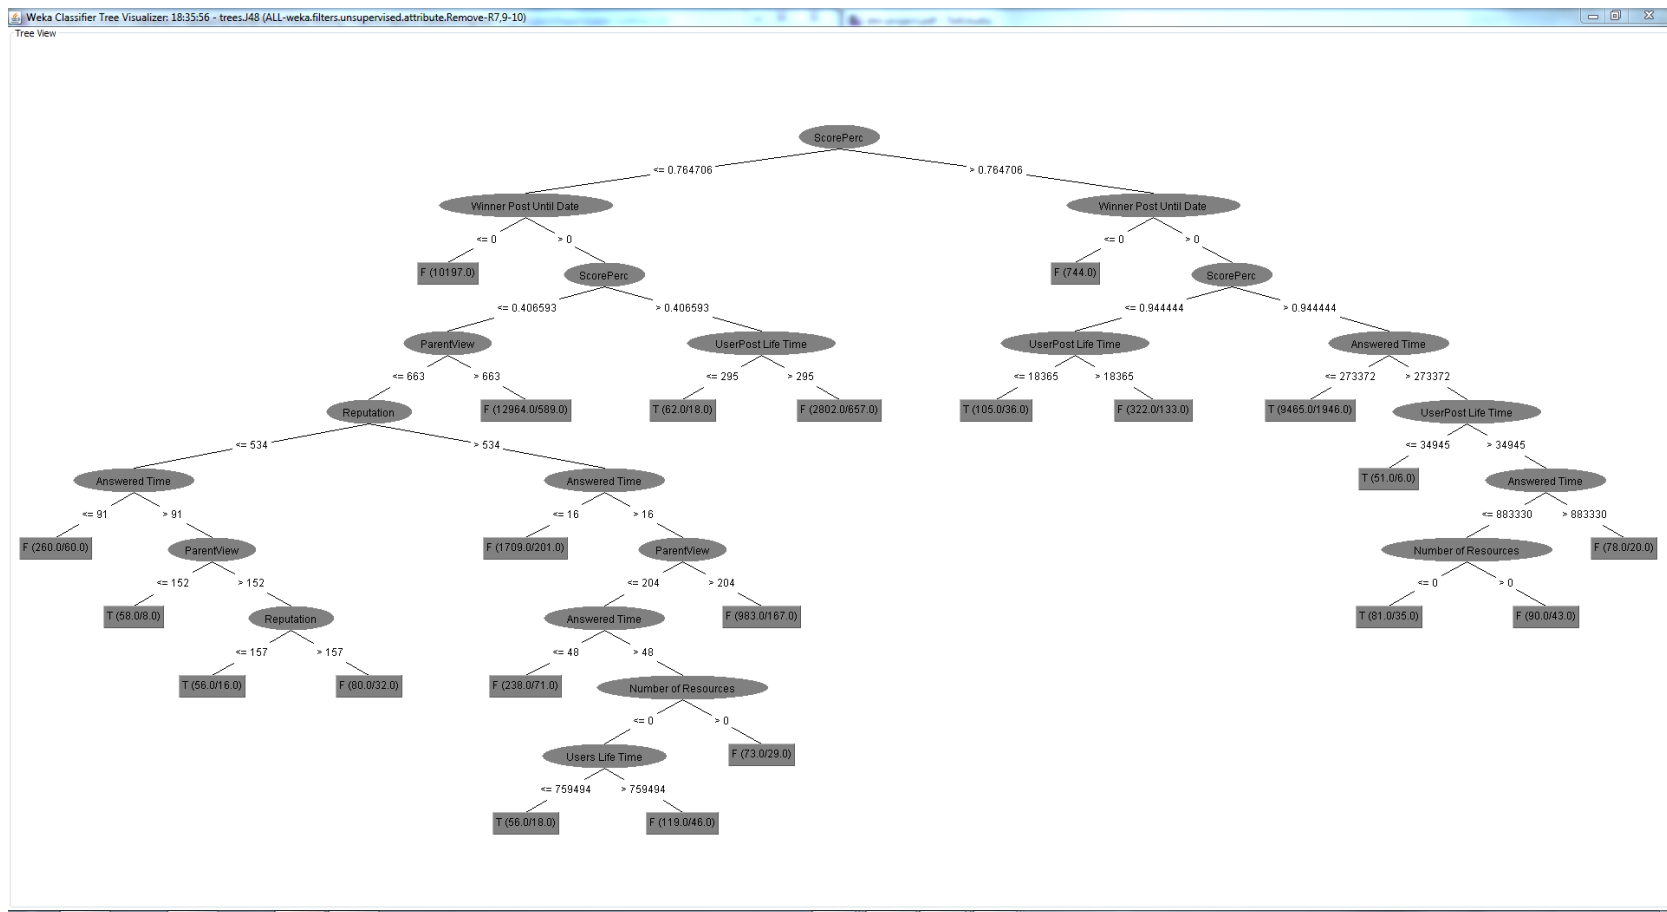 Weka Classifier Tree Visualizer: 18:35:56 - trees.J48 (ALL-weka.filters.unsupervised.attribute.Remove-R7,9-10)
Tree View
ScorePerc
<= 0.764706 > 0.764706
Winner Post Until Date Winner Post Until Date
<= 0 > 0 <= 0 > 0
F (10197.0) ScorePerc F (744.0) ScorePerc
<= 0.406593 > 0.406593 <= 0.944444 > 0.944444
ParentView UserPost Life Time UserPost Life Time Answered Time
<= 663 > 663 <= 295 > 295 <= 18365 > 18365 <= 273372 > 273372
Reputation F (12964.0/589.0) T (62.0/18.0) F (2802.0/657.0) T (105.0/36.0) F (322.0/133.0) T (9465.0/1946.0) UserPost Life Time
<= 534 > 534 <= 34945 > 34945
Answered Time Answered Time T (51.0/6.0) Answered Time
<= 91 > 91 <= 16 > 16 <= 883330 > 883330
F (260.0/60.0) ParentView F (1709.0/201.0) ParentView Number of Resources F (78.0/20.0)
<= 152 > 152 <= 204 > 204 <= 0 > 0
T (58.0/8.0) Reputation Answered Time F (983.0/167.0) T (81.0/35.0) F (90.0/43.0)
<= 157 > 157 <= 48 > 48
T (56.0/16.0) F (80.0/32.0) F (238.0/71.0) Number of Resources
<= 0 > 0
Users Life Time F (73.0/29.0)
<= 759494 > 759494
T (56.0/18.0) F (119.0/46.0)